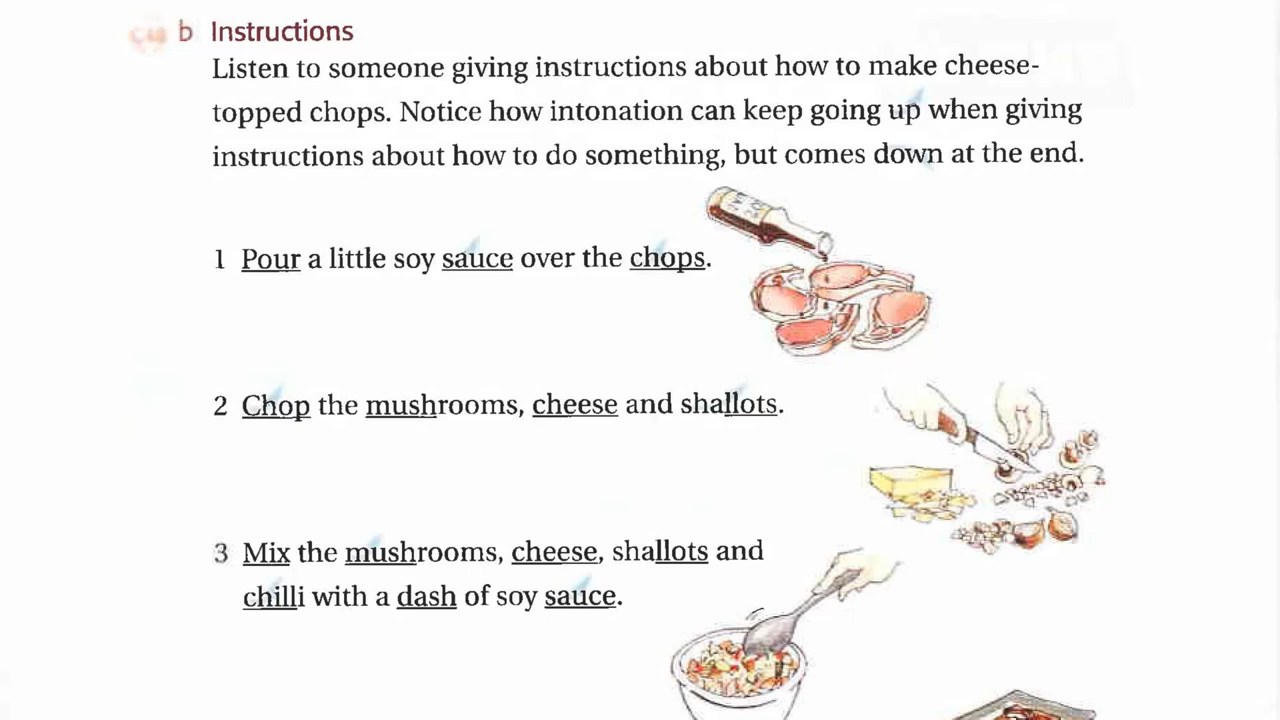 b Instructions
Listen to someone giving instructions about how to make cheese-
topped chops. Notice how intonation can keep going up when giving
instructions about how to do something, but comes down at the end.
1 Pour a little soy sauce over the chops.
2 Chop the mushrooms, cheese and shallots.
3 Mix the mushrooms, cheese, shallots and
chilli with a dash of soy sauce.